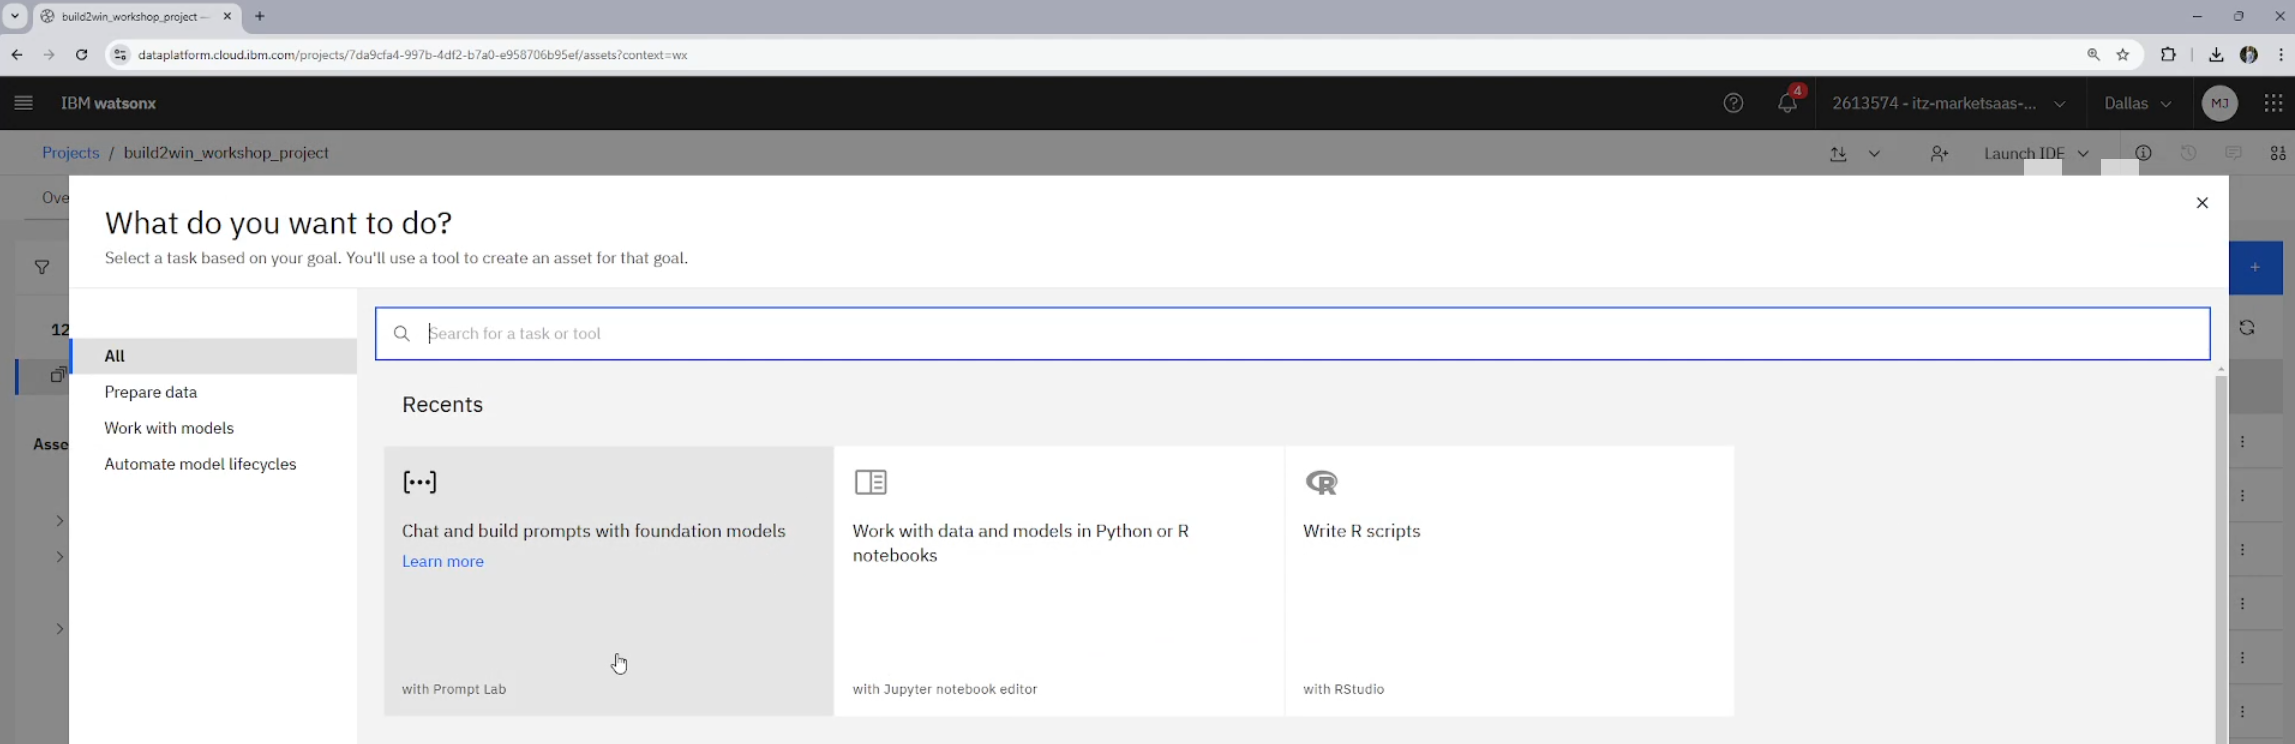 build2win_workshop_project —
dataplatform.cloud.ibm.com/projects/7da9cfa4-997b-4df2-b7a0-e958706b95ef/assets?context=wx
IBM watsonx
4
2613574 - itz-marketsaas-...
Dallas
MJ
Projects / build2win_workshop_project
Launch IDE
Ove
What do you want to do?
Select a task based on your goal. You'll use a tool to create an asset for that goal.
Search for a task or tool
12
All
Prepare data
Work with models
Automate model lifecycles
Asse
Recents
Chat and build prompts with foundation models
Learn more
with Prompt Lab
Work with data and models in Python or R
notebooks
with Jupyter notebook editor
R
Write R scripts
with RStudio